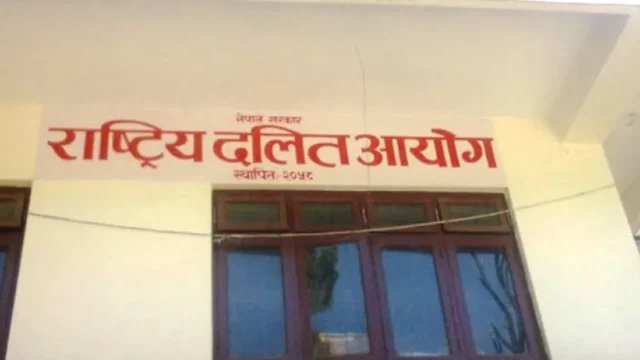 नेपाल सरकार
राष्ट्रिय दलित आयोग
स्थापितः-२०५८